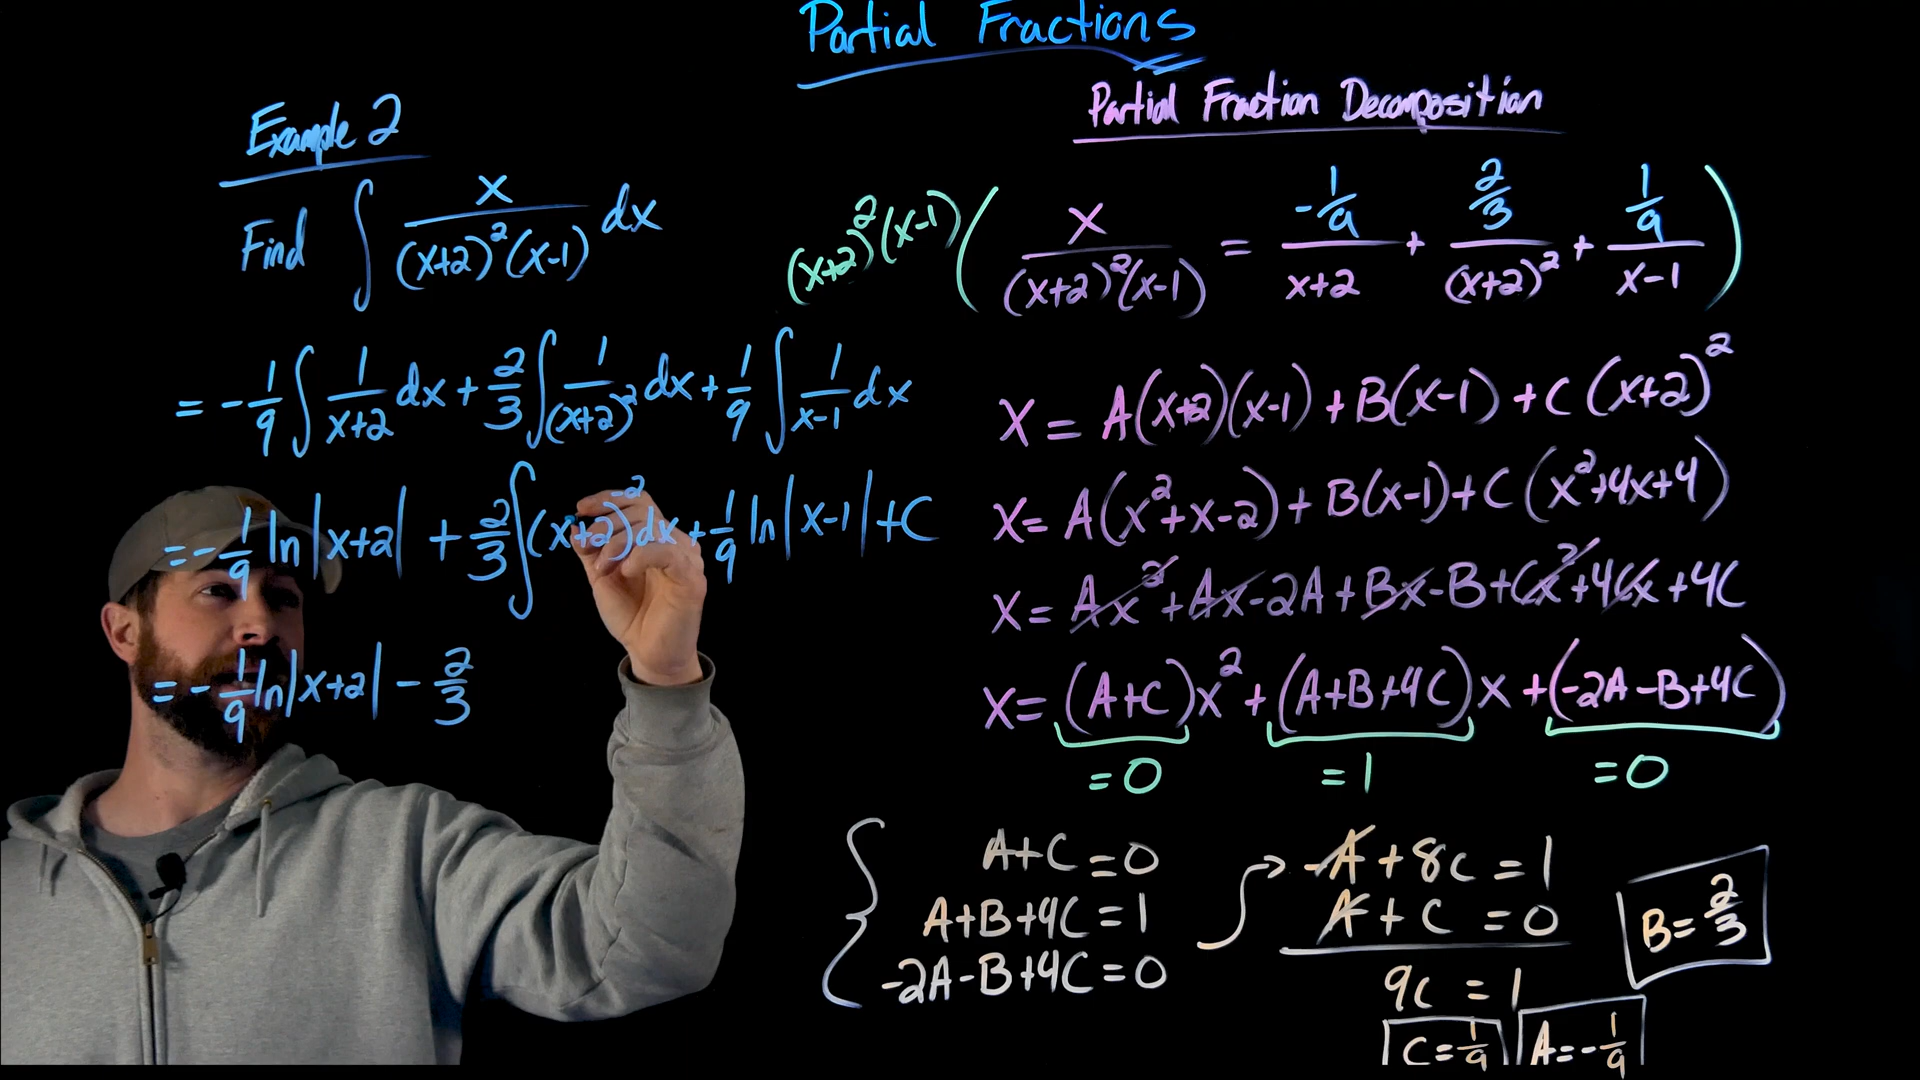 Partial Fractions
Example 2
Find ∫ x/((x+2)²(x-1)) dx
= -1/9 ∫ 1/(x+2) dx + 2/3 ∫ 1/(x+2)² dx + 1/9 ∫ 1/(x-1) dx
= -1/9 ln|x+2| + 2/3 ∫ (x+2)⁻² dx + 1/9 ln|x-1| + C
= -1/9 ln|x+2| - 2/3
Partial Fraction Decomposition
(x+2)²(x-1) ( x/((x+2)²(x-1)) = (-1/9)/(x+2) + (2/3)/(x+2)² + (1/9)/(x-1) )
x = A(x+2)(x-1) + B(x-1) + C(x+2)²
x = A(x²+x-2) + B(x-1) + C(x²+4x+4)
x = Ax² + Ax - 2A + Bx - B + Cx² + 4Cx + 4C
x = (A+C)x² + (A+B+4C)x + (-2A-B+4C)
=0 =1 =0
A+C=0
A+B+4C=1
-2A-B+4C=0
-A+8C=1
A+C=0
9C=1
C=1/9
A=-1/9
B=2/3